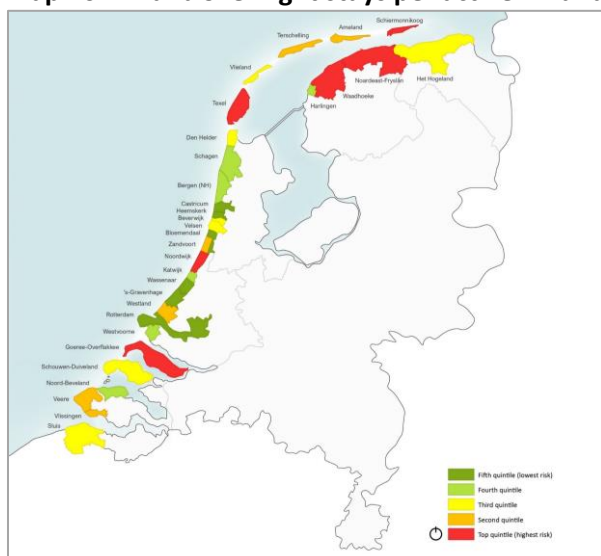 Schiermonnikoog
Ameland
Terschelling
Vlieland
Noardeast-Fryslân
Het Hogeland
Waadhoeke
Harlingen
Texel
Den Helder
Schagen
Bergen (NH)
Castricum
Heemskerk
Beverwijk
Velsen
Bloemendaal
Zandvoort
Noordwijk
Katwijk
Wassenaar
's-Gravenhage
Westland
Rotterdam
Westvoorne
Goeree-Overflakkee
Schouwen-Duiveland
Noord-Beveland
Veere
Vlissingen
Sluis
Fifth quintile (lowest risk)
Fourth quintile
Third quintile
Second quintile
Top quintile (highest risk)